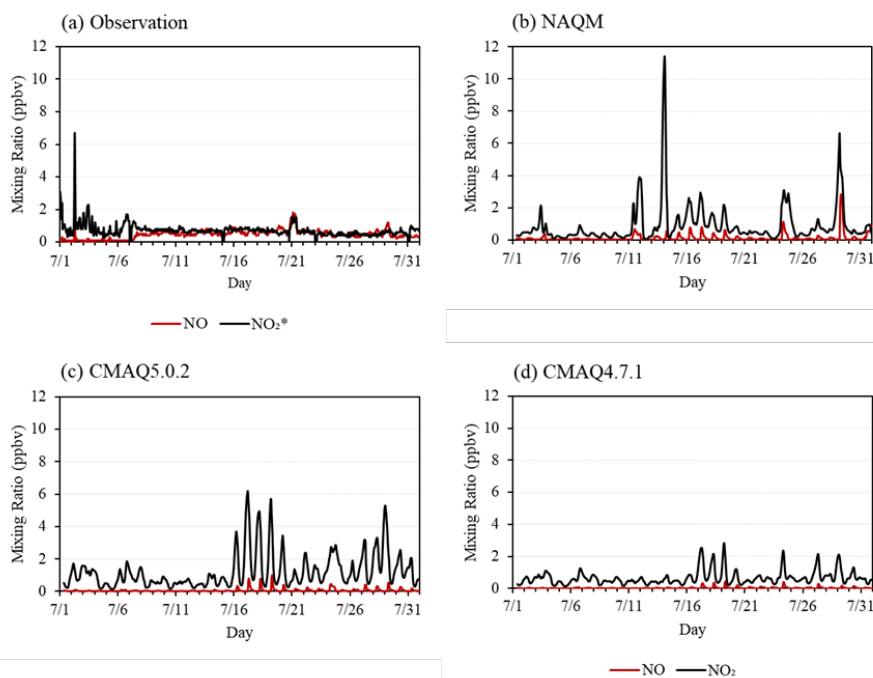 (a) Observation
Mixing Ratio (ppbv)
12
10
8
6
4
2
0
7/1 7/6 7/11 7/16 7/21 7/26 7/31
Day
NO NO₂*
(b) NAQM
Mixing Ratio (ppbv)
12
10
8
6
4
2
0
7/1 7/6 7/11 7/16 7/21 7/26 7/31
Day
(c) CMAQ5.0.2
Mixing Ratio (ppbv)
12
10
8
6
4
2
0
7/1 7/6 7/11 7/16 7/21 7/26 7/31
Day
(d) CMAQ4.7.1
Mixing Ratio (ppbv)
12
10
8
6
4
2
0
7/1 7/6 7/11 7/16 7/21 7/26 7/31
Day
NO NO₂